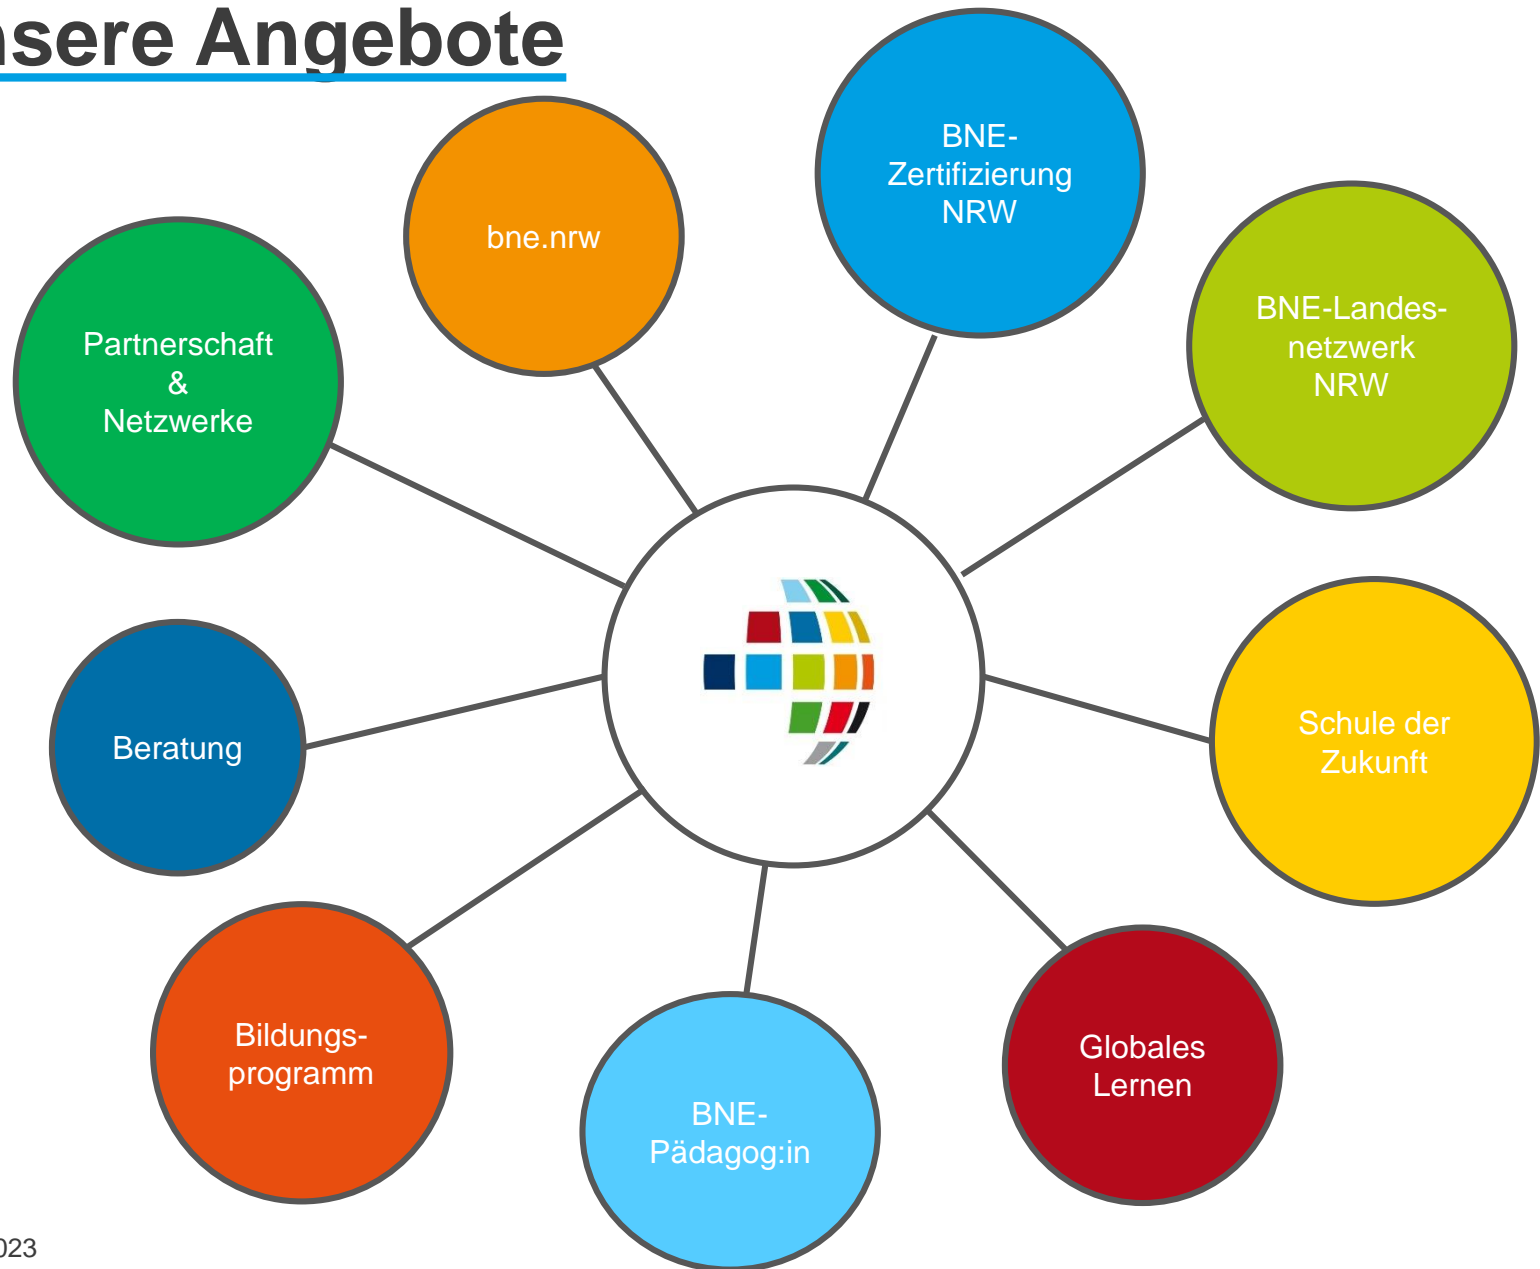 nsere Angebote
bne.nrw
BNE-
Zertifizierung
NRW
BNE-Landes-
netzwerk
NRW
Partnerschaft
&
Netzwerke
Schule der
Zukunft
Beratung
Globales
Lernen
Bildungs-
programm
BNE-
Pädagog:in
023